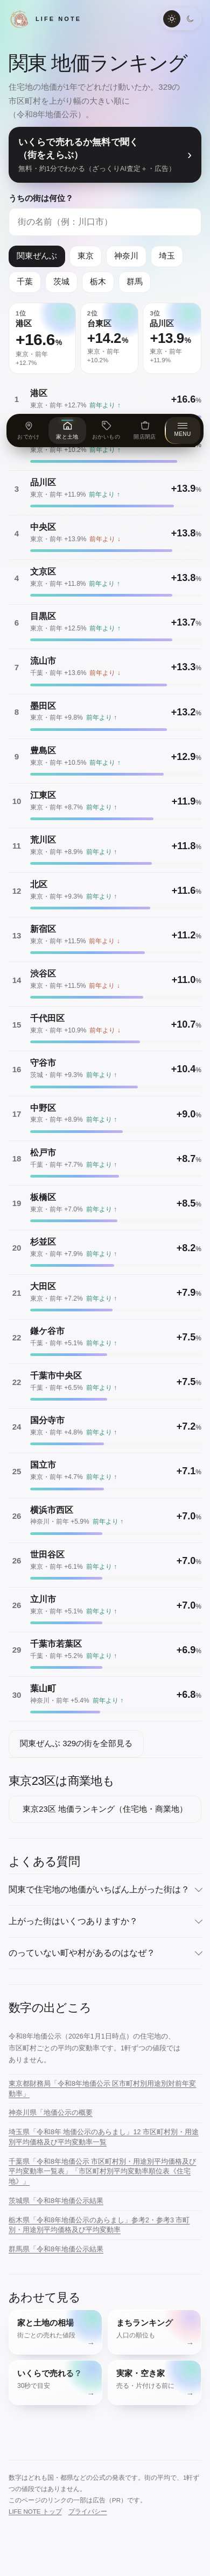 LIFE NOTE
関東 地価ランキング
住宅地の地価が1年でどれだけ動いたか。329の
市区町村を上がり幅の大きい順に
（令和8年地価公示）。
いくらで売れるか無料で聞く
（街をえらぶ）
無料・約1分でわかる（ざっくりAI査定＋・広告）
›
うちの街は何位？
街の名前（例：川口市）
関東ぜんぶ
東京
神奈川
埼玉
千葉
茨城
栃木
群馬
1位
港区
+16.6%
東京・前年
+12.7%
2位
台東区
+14.2%
東京・前年
+10.2%
3位
品川区
+13.9%
東京・前年
+11.9%
1 港区 +16.6%
東京・前年 +12.7% 前年より ↑
おでかけ
家と土地
おかいもの
開店閉店
MENU
東京・前年 +10.2% 前年より ↑
3 品川区 +13.9%
東京・前年 +11.9% 前年より ↑
4 中央区 +13.8%
東京・前年 +13.9% 前年より ↓
4 文京区 +13.8%
東京・前年 +11.8% 前年より ↑
6 目黒区 +13.7%
東京・前年 +12.5% 前年より ↑
7 流山市 +13.3%
千葉・前年 +13.6% 前年より ↓
8 墨田区 +13.2%
東京・前年 +9.8% 前年より ↑
9 豊島区 +12.9%
東京・前年 +10.5% 前年より ↑
10 江東区 +11.9%
東京・前年 +8.7% 前年より ↑
11 荒川区 +11.8%
東京・前年 +8.9% 前年より ↑
12 北区 +11.6%
東京・前年 +9.3% 前年より ↑
13 新宿区 +11.2%
東京・前年 +11.5% 前年より ↓
14 渋谷区 +11.0%
東京・前年 +11.5% 前年より ↓
15 千代田区 +10.7%
東京・前年 +10.9% 前年より ↓
16 守谷市 +10.4%
茨城・前年 +9.3% 前年より ↑
17 中野区 +9.0%
東京・前年 +8.9% 前年より ↑
18 松戸市 +8.7%
千葉・前年 +7.7% 前年より ↑
19 板橋区 +8.5%
東京・前年 +7.0% 前年より ↑
20 杉並区 +8.2%
東京・前年 +7.9% 前年より ↑
21 大田区 +7.9%
東京・前年 +7.2% 前年より ↑
22 鎌ケ谷市 +7.5%
千葉・前年 +5.1% 前年より ↑
22 千葉市中央区 +7.5%
千葉・前年 +6.5% 前年より ↑
24 国分寺市 +7.2%
東京・前年 +4.8% 前年より ↑
25 国立市 +7.1%
東京・前年 +4.7% 前年より ↑
26 横浜市西区 +7.0%
神奈川・前年 +5.9% 前年より ↑
26 世田谷区 +7.0%
東京・前年 +6.1% 前年より ↑
26 立川市 +7.0%
東京・前年 +5.1% 前年より ↑
29 千葉市若葉区 +6.9%
千葉・前年 +5.2% 前年より ↑
30 葉山町 +6.8%
神奈川・前年 +5.4% 前年より ↑
関東ぜんぶ 329の街を全部見る
東京23区は商業地も
東京23区 地価ランキング（住宅地・商業地）
よくある質問
関東で住宅地の地価がいちばん上がった街は？
上がった街はいくつありますか？
のっていない町や村があるのはなぜ？
数字の出どころ
令和8年地価公示（2026年1月1日時点）の住宅地の、
市区町村ごとの平均の変動率です。1軒ずつの値段では
ありません。
東京都財務局「令和8年地価公示 区市町村別用途別対前年変
動率」
神奈川県「地価公示の概要
埼玉県「令和8年 地価公示のあらまし」12 市区町村別・用途
別平均価格及び平均変動率一覧
千葉県「令和8年地価公示 市区町村別・用途別平均価格及び
平均変動率一覧表」「市区町村別平均変動率順位表《住宅
地》」
茨城県「令和8年地価公示結果
栃木県「令和8年地価公示のあらまし」参考2・参考3 市町
別・用途別平均価格及び平均変動率
群馬県「令和8年地価公示結果
あわせて見る
家と土地の相場
街ごとの売れた値段
→
まちランキング
人口の順位も
→
いくらで売れる？
30秒で目安
→
実家・空き家
売る・片付ける前に
→
数字はどれも国・都県などの公式の発表です。街の平均で、1軒ず
つの値段ではありません。
このページのリンクの一部は広告（PR）です。
LIFE NOTE トップ プライバシー